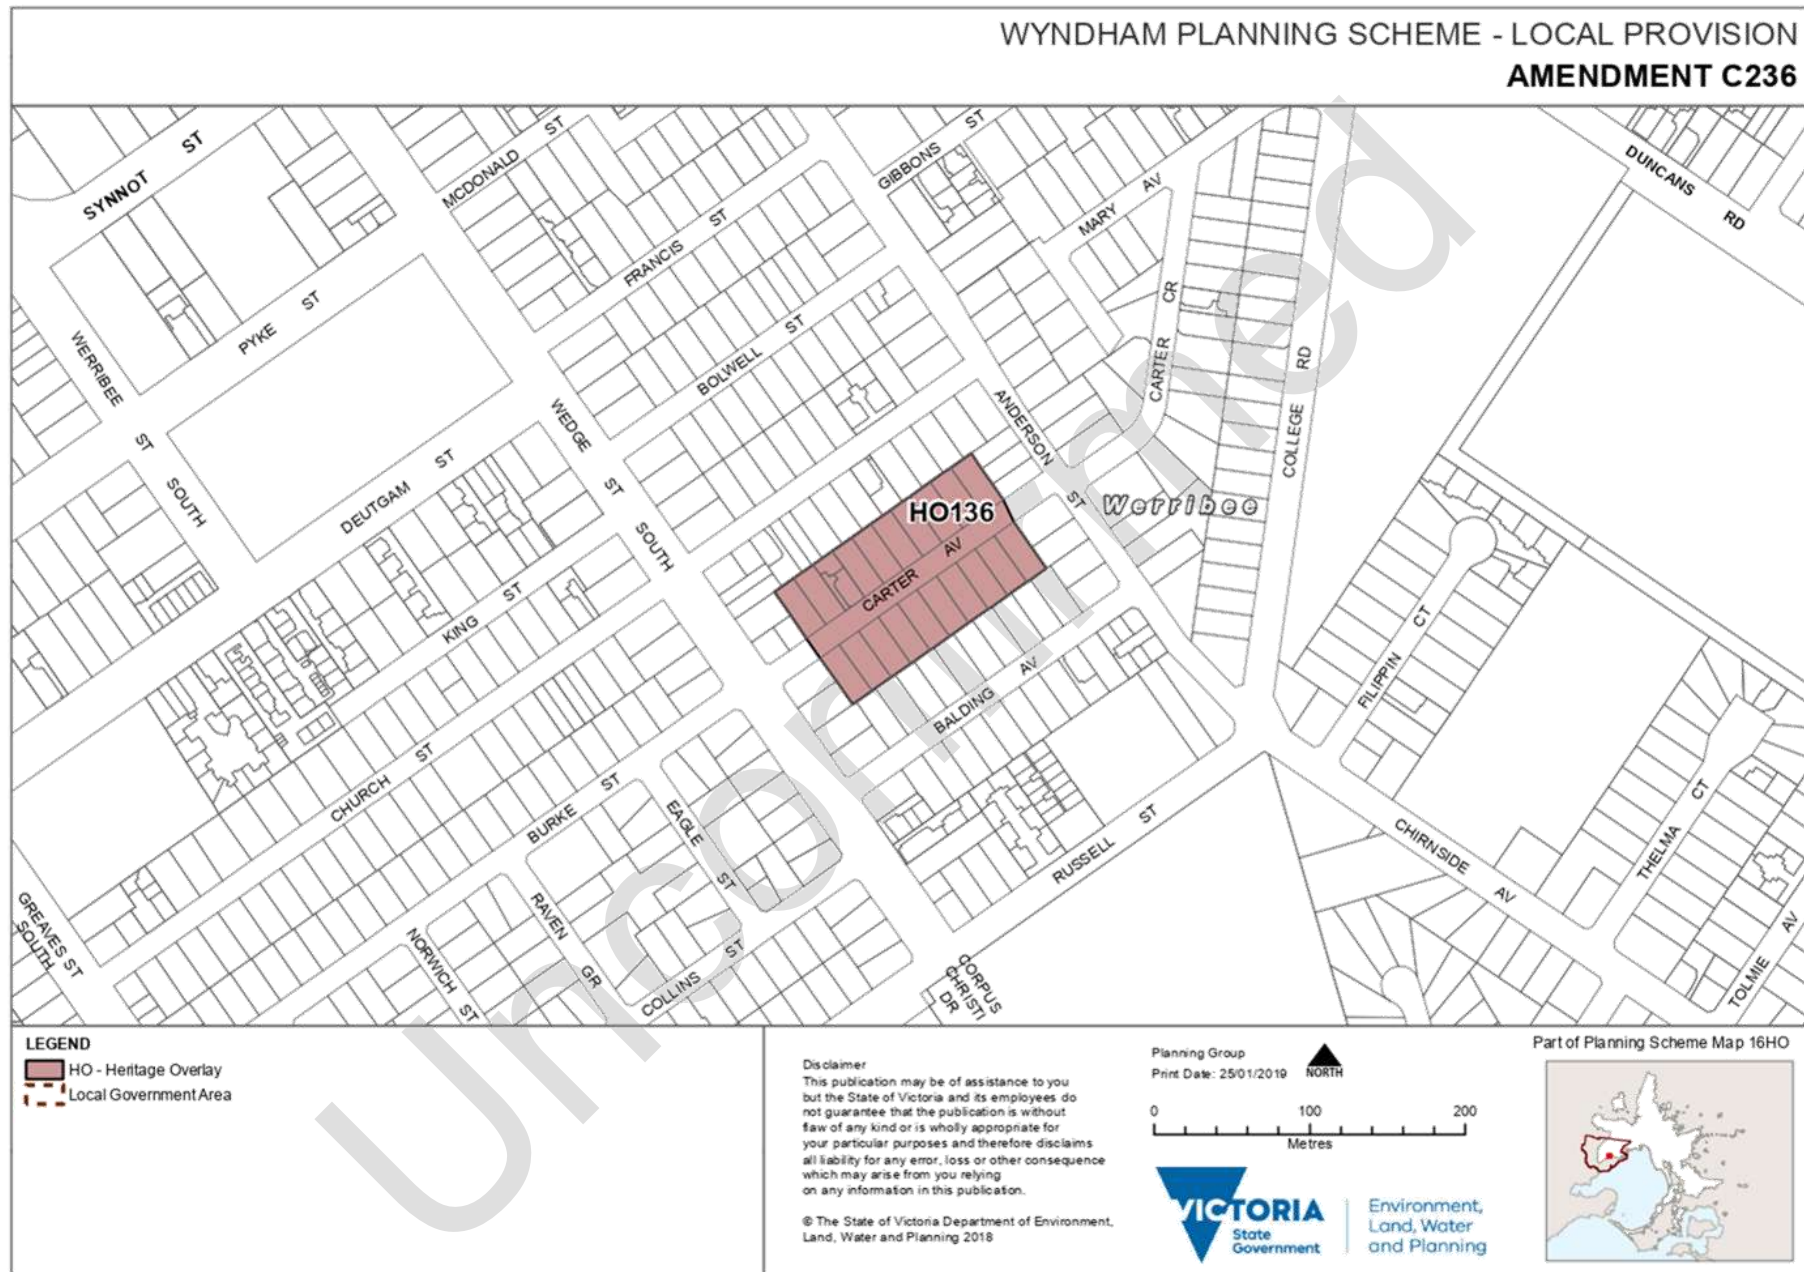 WYNDHAM PLANNING SCHEME - LOCAL PROVISION
AMENDMENT C236
SYNNOT ST
MCDONALD ST
GIBBONS ST
DUNCANS RD
MARY AV
FRANCIS ST
PYKE ST
WERRIBEE ST SOUTH
BOLWELL ST
CARTER CR
COLLEGE RD
WEDGE ST SOUTH
ANDERSON ST
DEUTGAM ST
HO136
Werribee
CARTER AV
KING ST
FILIPPIN CT
BALDING AV
CHURCH ST
BURKE ST
EAGLE ST
RUSSELL ST
CHIRNSIDE AV
THELMA CT
GREAVES ST
SOUTH
RAVEN GR
NORWICH ST
COLLINS ST
CORPUS
CHRISTI
DR
TOLMIE AV
Unconfirmed
LEGEND
HO - Heritage Overlay
Local Government Area
Disclaimer
This publication may be of assistance to you
but the State of Victoria and its employees do
not guarantee that the publication is without
flaw of any kind or is wholly appropriate for
your particular purposes and therefore disclaims
all liability for any error, loss or other consequence
which may arise from you relying
on any information in this publication.
© The State of Victoria Department of Environment,
Land, Water and Planning 2018
Planning Group
Print Date: 25/01/2019
NORTH
0 100 200
Metres
VICTORIA
State
Government
Environment,
Land, Water
and Planning
Part of Planning Scheme Map 16HO